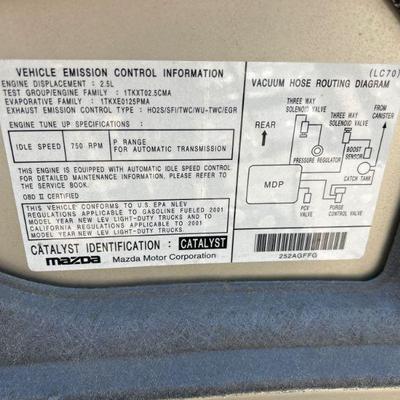 VEHICLE EMISSION CONTROL INFORMATION
ENGINE DISPLACEMENT : 2.5L
TEST GROUP/ENGINE FAMILY : 1TKXT02.5CMA
EVAPORATIVE FAMILY : 1TKXE0125PMA
EXHAUST EMISSION TYPE : HO2S/SFI/TWC/WU-TWC/EGR
ENGINE TUNE UP SPECIFICATIONS :
IDLE SPEED 750 RPM P RANGE
FOR AUTOMATIC TRANSMISSION
THIS ENGINE IS EQUIPPED WITH AUTOMATIC IDLE SPEED CONTROL
FOR DETAILED MAINTENANCE INFORMATION, PLEASE REFER TO
THE SERVICE BOOK.
OBD II CERTIFIED
THIS VEHICLE CONFORMS TO U.S. EPA NLEV
REGULATIONS APPLICABLE TO GASOLINE FUELED 2001
MODEL YEAR NEW LEV LIGHT-DUTY TRUCKS AND TO
CALIFORNIA REGULATIONS APPLICABLE TO 2001
MODEL YEAR NEW LEV LIGHT-DUTY TRUCKS.
CATALYST IDENTIFICATION : CATALYST
mazda Mazda Motor Corporation
(LC70)
VACUUM HOSE ROUTING DIAGRAM
THREE WAY
SOLENOID VALVE
THREE WAY
SOLENOID VALVE
FROM
CANISTER
REAR
BOOST
SENSOR
PRESSURE REGULATOR
CATCH TANK
MDP
PCV
VALVE
PURGE
CONTROL VALVE
252AGFFG